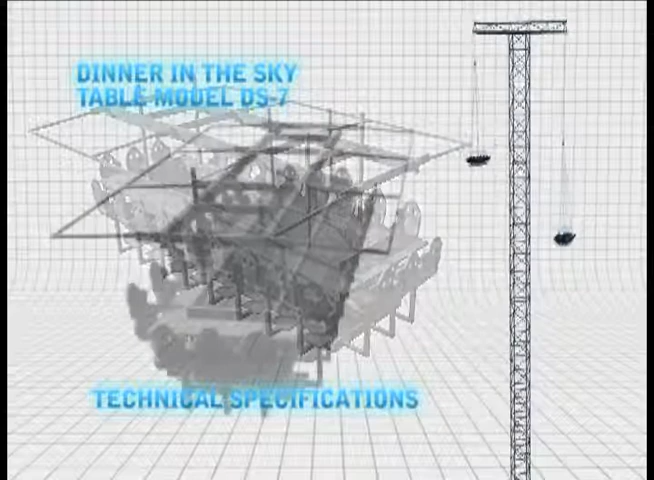 DINNER IN THE SKY
TABLE MODEL DS-7
TECHNICAL SPECIFICATIONS